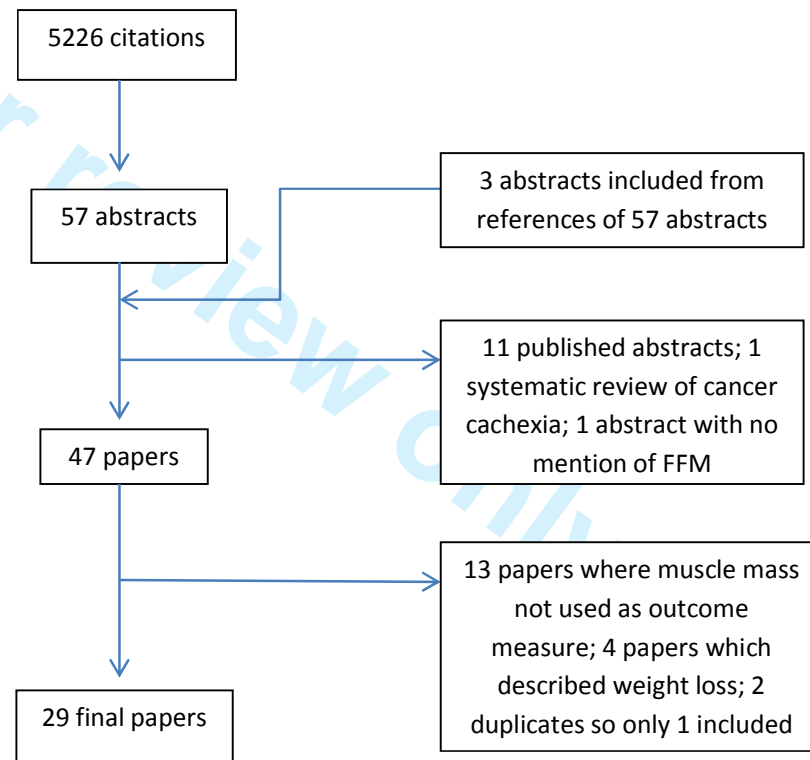 5226 citations
57 abstracts
3 abstracts included from
references of 57 abstracts
11 published abstracts; 1
systematic review of cancer
cachexia; 1 abstract with no
mention of FFM
47 papers
13 papers where muscle mass
not used as outcome
measure; 4 papers which
described weight loss; 2
duplicates so only 1 included
29 final papers
r review only